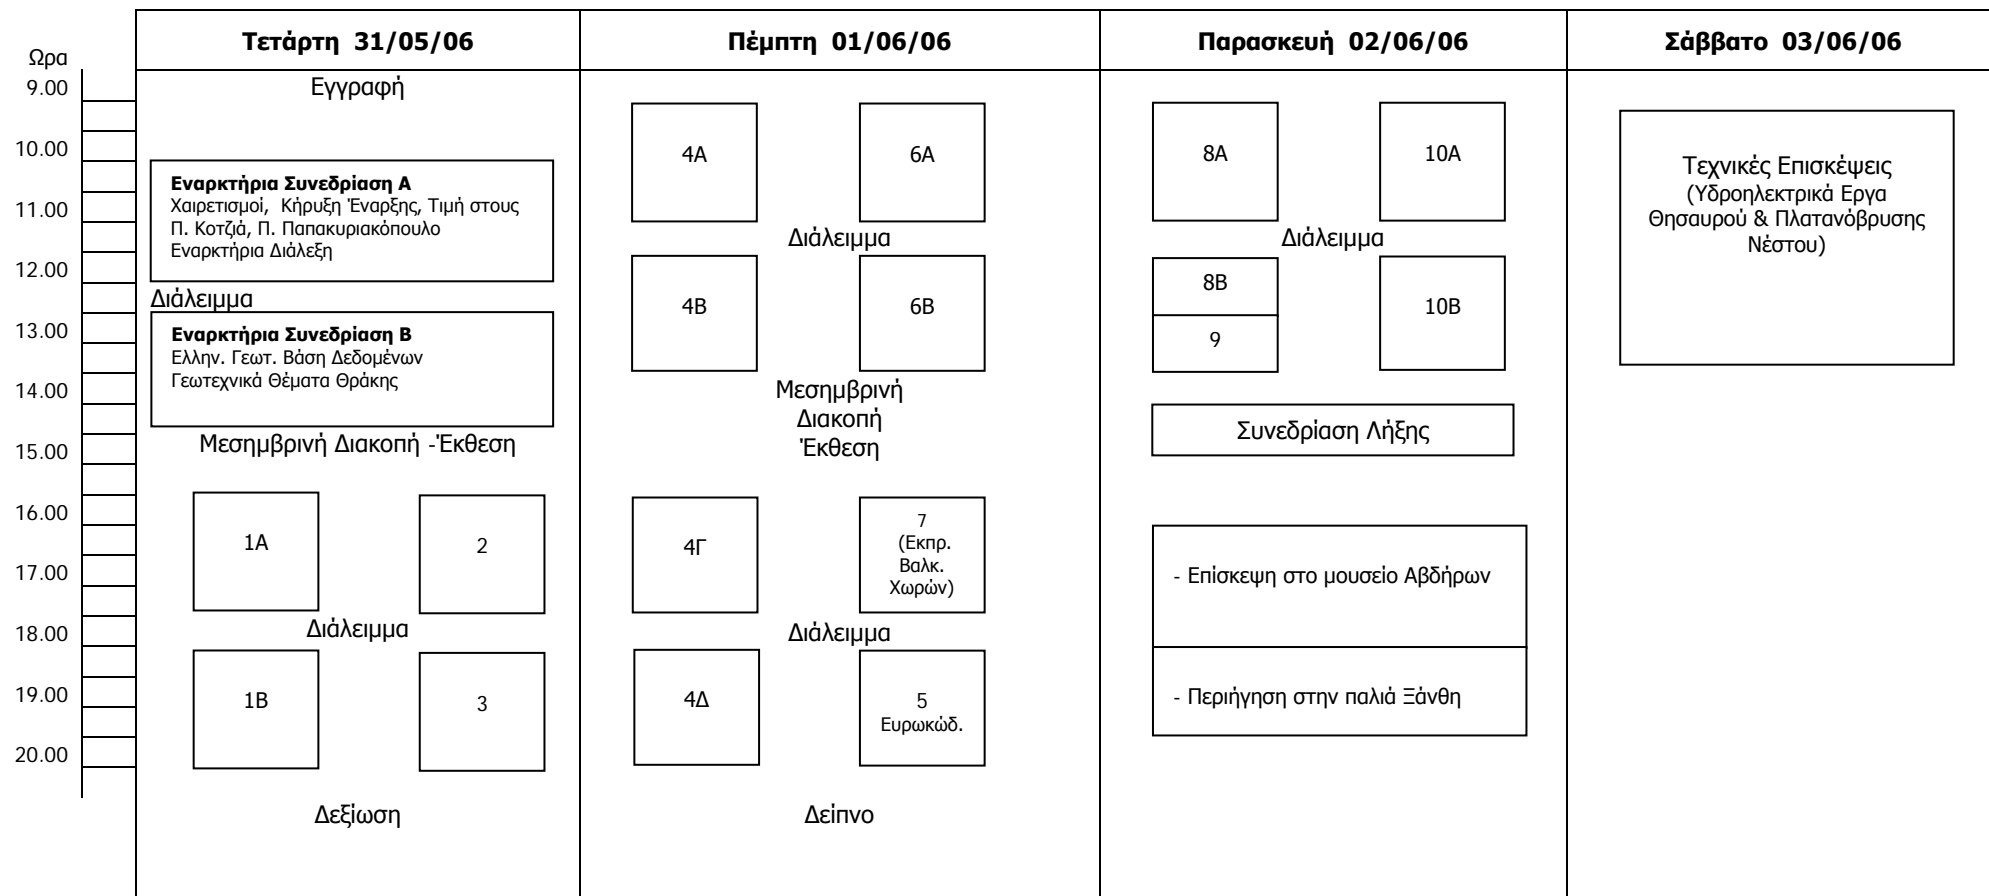 Τετάρτη 31/05/06
Πέμπτη 01/06/06
Παρασκευή 02/06/06
Σάββατο 03/06/06
Ωρα
9.00
10.00
11.00
12.00
13.00
14.00
15.00
16.00
17.00
18.00
19.00
20.00
Εγγραφή
Εναρκτήρια Συνεδρίαση Α
Χαιρετισμοί, Κήρυξη Έναρξης, Τιμή στους
Π. Κοτζιά, Π. Παπακυριακόπουλο
Εναρκτήρια Διάλεξη
Διάλειμμα
Εναρκτήρια Συνεδρίαση Β
Ελλην. Γεωτ. Βάση Δεδομένων
Γεωτεχνικά Θέματα Θράκης
Μεσημβρινή Διακοπή -Έκθεση
1Α
2
Διάλειμμα
1Β
3
Δεξίωση
4Α
6Α
Διάλειμμα
4Β
6Β
Μεσημβρινή
Διακοπή
Έκθεση
4Γ
7
(Εκπρ.
Βαλκ.
Χωρών)
Διάλειμμα
4Δ
5
Ευρωκώδ.
Δείπνο
8Α
10Α
Διάλειμμα
8Β
9
10Β
Συνεδρίαση Λήξης
- Επίσκεψη στο μουσείο Αβδήρων
- Περιήγηση στην παλιά Ξάνθη
Τεχνικές Επισκέψεις
(Υδροηλεκτρικά Εργα
Θησαυρού & Πλατανόβρυσης
Νέστου)